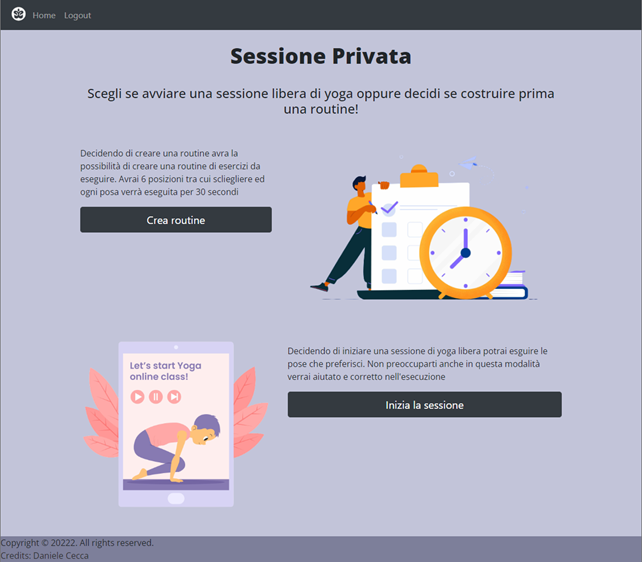 Home Logout
Sessione Privata
Scegli se avviare una sessione libera di yoga oppure decidi se costruire prima
una routine!
Decidendo di creare una routine avra la
possibilità di creare una routine di esercizi da
eseguire. Avrai 6 posizioni tra cui scliegliere ed
ogni posa verrà eseguita per 30 secondi
Crea routine
Let's start Yoga
online class!
Decidendo di iniziare una sessione di yoga libera potrai esguire le
pose che preferisci. Non preoccuparti anche in questa modalità
verrai aiutato e corretto nell'esecuzione
Inizia la sessione
Copyright © 20222. All rights reserved.
Credits: Daniele Cecca